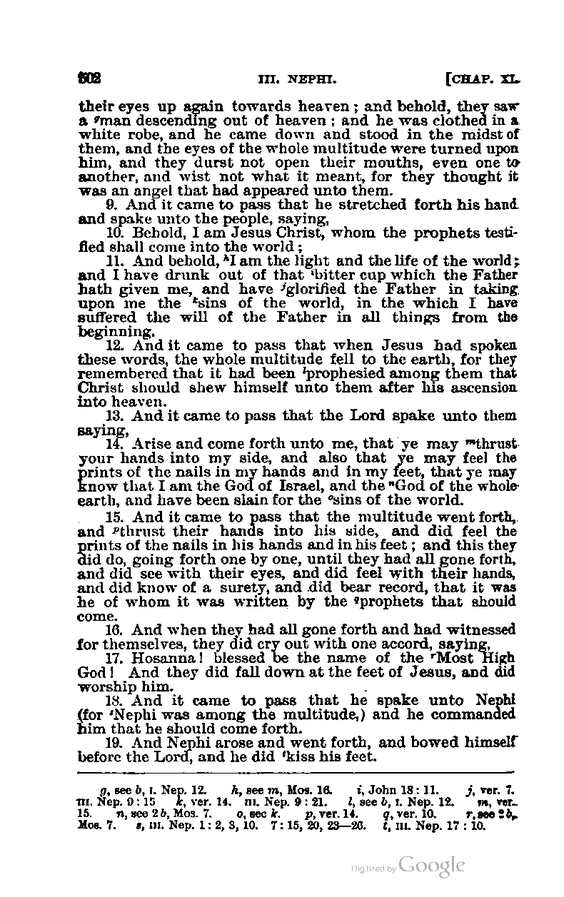 502 III. NEPHI. [CHAP. XI.
their eyes up again towards heaven; and behold, they saw
a ᵍman descending out of heaven; and he was clothed in a
white robe, and he came down and stood in the midst of
them, and the eyes of the whole multitude were turned upon
him, and they durst not open their mouths, even one to
another, and wist not what it meant, for they thought it
was an angel that had appeared unto them.
9. And it came to pass that he stretched forth his hand
and spake unto the people, saying,
10. Behold, I am Jesus Christ, whom the prophets testi-
fied shall come into the world;
11. And behold, ʰI am the light and the life of the world;
and I have drunk out of that ⁱbitter cup which the Father
hath given me, and have ʲglorified the Father in taking
upon me the ᵏsins of the world, in the which I have
suffered the will of the Father in all things from the
beginning.
12. And it came to pass that when Jesus had spoken
these words, the whole multitude fell to the earth, for they
remembered that it had been ˡprophesied among them that
Christ should shew himself unto them after his ascension
into heaven.
13. And it came to pass that the Lord spake unto them
saying,
14. Arise and come forth unto me, that ye may ᵐthrust
your hands into my side, and also that ye may feel the
prints of the nails in my hands and in my feet, that ye may
know that I am the God of Israel, and the ⁿGod of the whole
earth, and have been slain for the ᵒsins of the world.
15. And it came to pass that the multitude went forth,
and ᵖthrust their hands into his side, and did feel the
prints of the nails in his hands and in his feet; and this they
did do, going forth one by one, until they had all gone forth,
and did see with their eyes, and did feel with their hands,
and did know of a surety, and did bear record, that it was
he of whom it was written by the qprophets that should
come.
16. And when they had all gone forth and had witnessed
for themselves, they did cry out with one accord, saying,
17. Hosanna! blessed be the name of the ʳMost High
God! And they did fall down at the feet of Jesus, and did
worship him.
18. And it came to pass that he spake unto Nephi
(for ˢNephi was among the multitude,) and he commanded
him that he should come forth.
19. And Nephi arose and went forth, and bowed himself
before the Lord, and he did ᵗkiss his feet.
g, see b, I. Nep. 12. h, see m, Mos. 16. i, John 18:11. j, ver. 7.
III. Nep. 9:15 k, ver. 14. III. Nep. 9:21. l, see b, I. Nep. 12. m, ver.
15. n, see 2b, Mos. 7. o, see k. p, ver. 14. q, ver. 10. r, see 2b,
Mos. 7. s, III. Nep. 1:2, 3, 10. 7:15, 20, 23—26. t, III. Nep. 17:10.
Digitized by Google